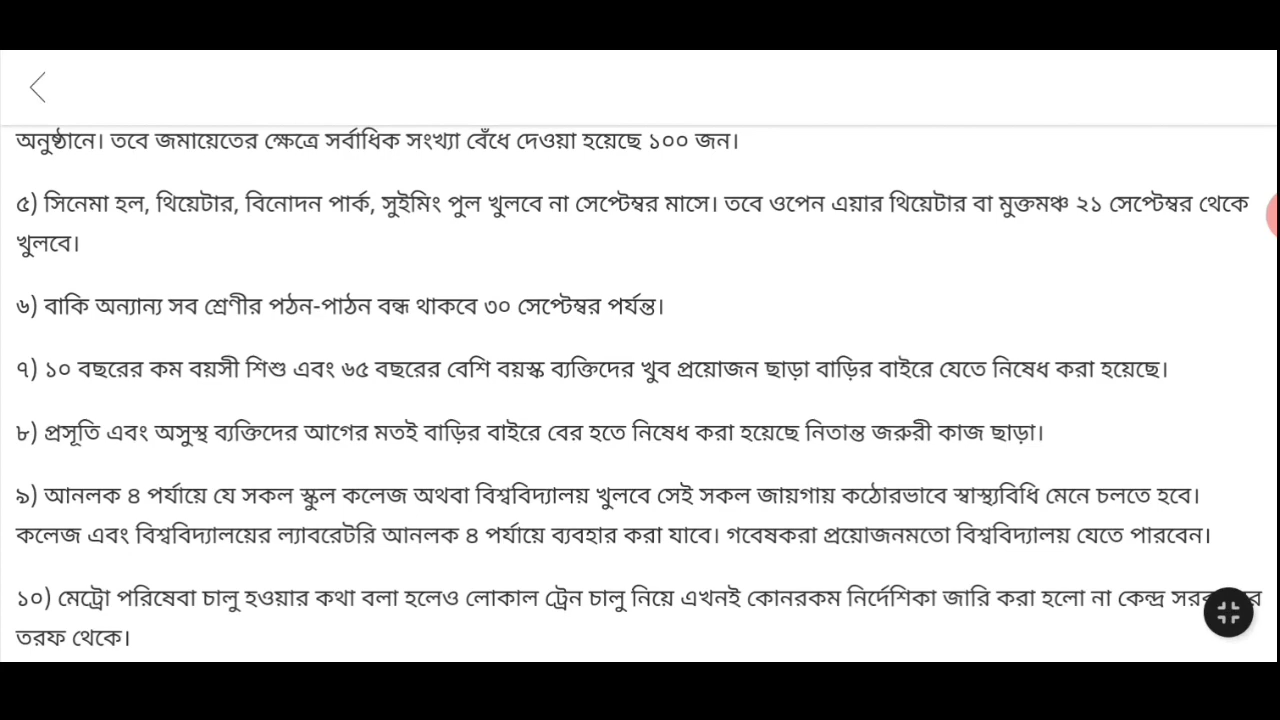 অনুষ্ঠানে। তবে জমায়েতের ক্ষেত্রে সর্বাধিক সংখ্যা বেঁধে দেওয়া হয়েছে ১০০ জন।
৫) সিনেমা হল, থিয়েটার, বিনোদন পার্ক, সুইমিং পুল খুলবে না সেপ্টেম্বর মাসে। তবে ওপেন এয়ার থিয়েটার বা মুক্তমঞ্চ ২১ সেপ্টেম্বর থেকে
খুলবে।
৬) বাকি অন্যান্য সব শ্রেণীর পঠন-পাঠন বন্ধ থাকবে ৩০ সেপ্টেম্বর পর্যন্ত।
৭) ১০ বছরের কম বয়সী শিশু এবং ৬৫ বছরের বেশি বয়স্ক ব্যক্তিদের খুব প্রয়োজন ছাড়া বাড়ির বাইরে যেতে নিষেধ করা হয়েছে।
৮) প্রসূতি এবং অসুস্থ ব্যক্তিদের আগের মতই বাড়ির বাইরে বের হতে নিষেধ করা হয়েছে নিতান্ত জরুরী কাজ ছাড়া।
৯) আনলক ৪ পর্যায়ে যে সকল স্কুল কলেজ অথবা বিশ্ববিদ্যালয় খুলবে সেই সকল জায়গায় কঠোরভাবে স্বাস্থ্যবিধি মেনে চলতে হবে।
কলেজ এবং বিশ্ববিদ্যালয়ের ল্যাবরেটরি আনলক ৪ পর্যায়ে ব্যবহার করা যাবে। গবেষকরা প্রয়োজনমতো বিশ্ববিদ্যালয় যেতে পারবেন।
১০) মেট্রো পরিষেবা চালু হওয়ার কথা বলা হলেও লোকাল ট্রেন চালু নিয়ে এখনই কোনরকম নির্দেশিকা জারি করা হলো না কেন্দ্র
তরফ থেকে।